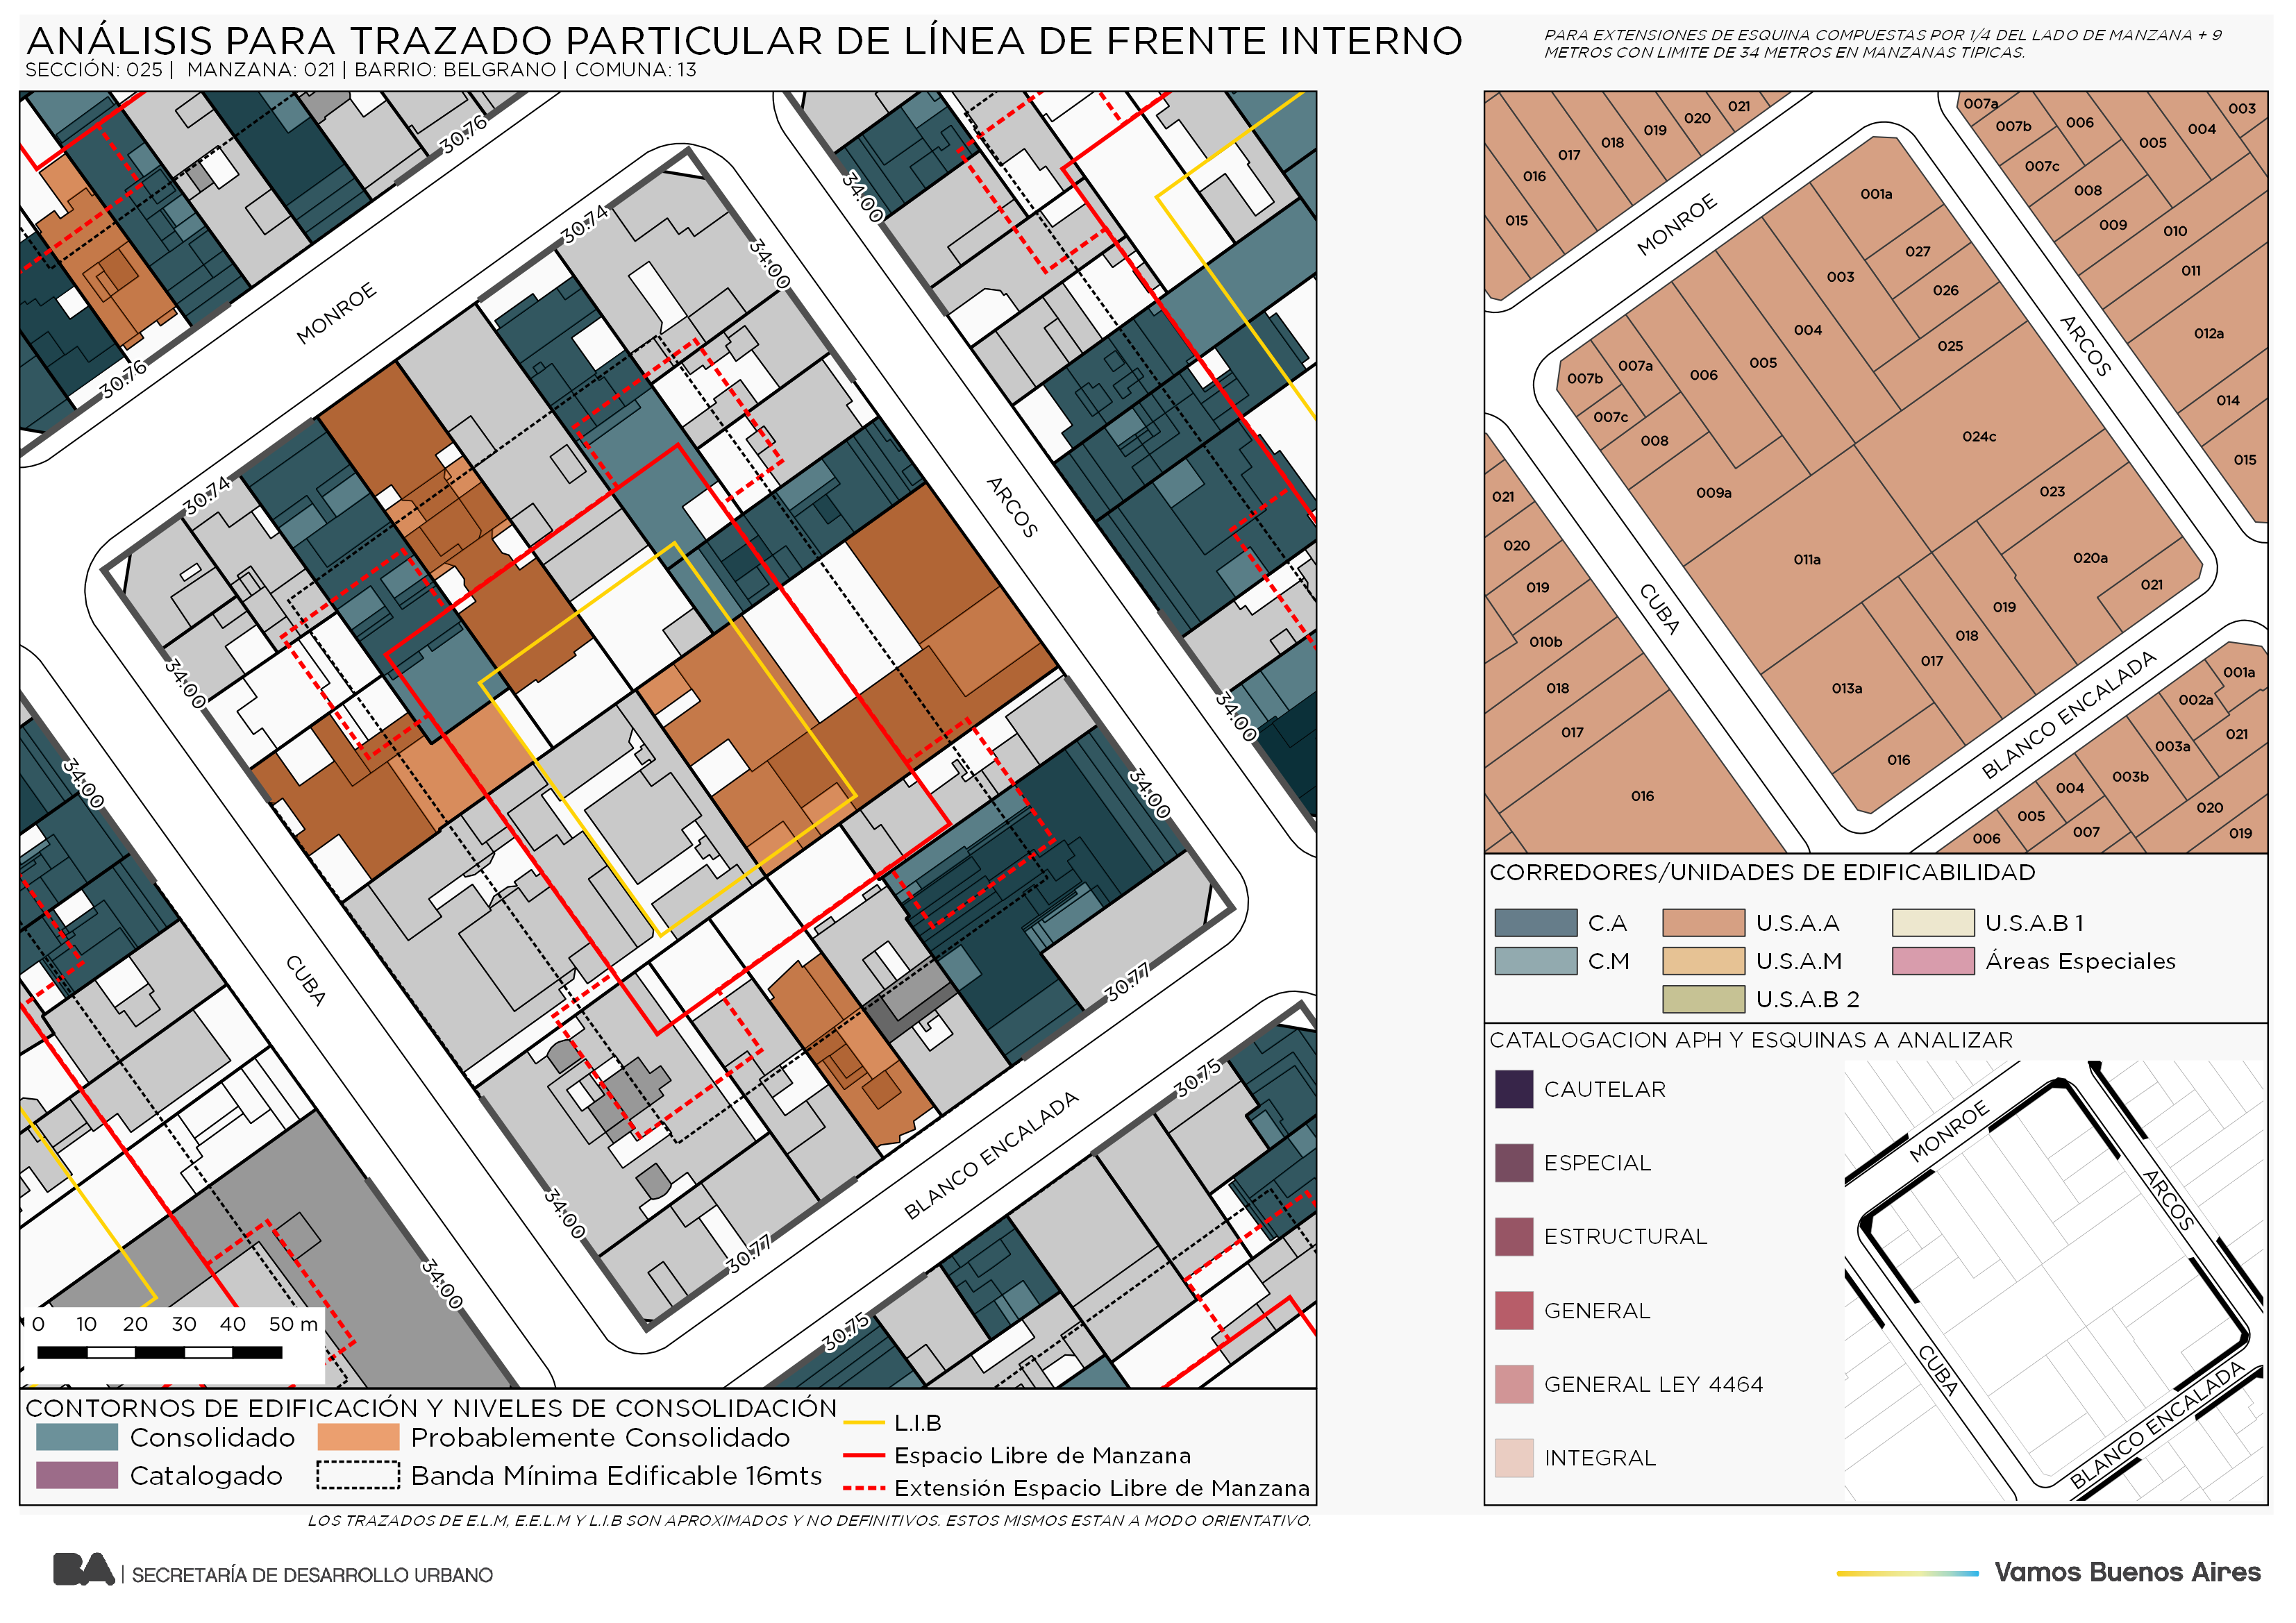 ANÁLISIS PARA TRAZADO PARTICULAR DE LÍNEA DE FRENTE INTERNO
SECCIÓN: 025 | MANZANA: 021 | BARRIO: BELGRANO | COMUNA: 13
PARA EXTENSIONES DE ESQUINA COMPUESTAS POR 1/4 DEL LADO DE MANZANA + 9
METROS CON LIMITE DE 34 METROS EN MANZANAS TIPICAS.
30.76
30.74
34.00
34.00
MONROE
30.76
30.74
34.00
ARCOS
34.00
34.00
34.00
CUBA
30.77
30.75
BLANCO ENCALADA
34.00
30.77
34.00
30.75
0 10 20 30 40 50 m
CONTORNOS DE EDIFICACIÓN Y NIVELES DE CONSOLIDACIÓN
Consolidado
Probablemente Consolidado
Catalogado
Banda Mínima Edificable 16mts
L.I.B
Espacio Libre de Manzana
Extensión Espacio Libre de Manzana
LOS TRAZADOS DE E.L.M, E.E.L.M Y L.I.B SON APROXIMADOS Y NO DEFINITIVOS. ESTOS MISMOS ESTAN A MODO ORIENTATIVO.
021
020
019
018
017
016
015
007a
007b
007c
006
005
004
003
008
009
010
011
012a
014
015
MONROE
001a
027
026
003
025
004
005
006
007a
007b
007c
008
009a
024c
023
011a
020a
021
019
018
017
013a
016
ARCOS
CUBA
BLANCO ENCALADA
021
020
019
010b
018
017
016
001a
002a
021
003a
003b
004
020
005
007
019
006
CORREDORES/UNIDADES DE EDIFICABILIDAD
C.A
U.S.A.A
U.S.A.B 1
C.M
U.S.A.M
Áreas Especiales
U.S.A.B 2
CATALOGACION APH Y ESQUINAS A ANALIZAR
CAUTELAR
ESPECIAL
ESTRUCTURAL
GENERAL
GENERAL LEY 4464
INTEGRAL
MONROE
ARCOS
CUBA
BLANCO ENCALADA
BA | SECRETARÍA DE DESARROLLO URBANO
Vamos Buenos Aires